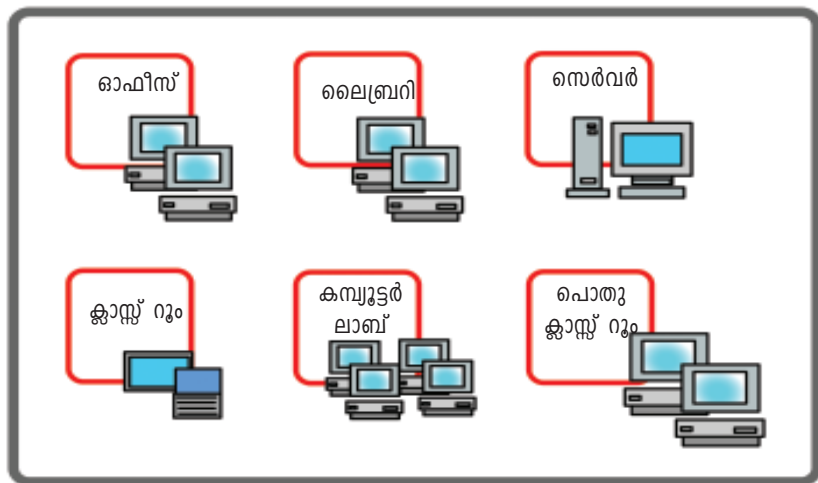 ഓഫീസ്
ലൈബ്രറി
സെർവർ
ക്ലാസ്സ് റൂം
കമ്പ്യൂട്ടർ
ലാബ്
പൊതു
ക്ലാസ്സ് റൂം